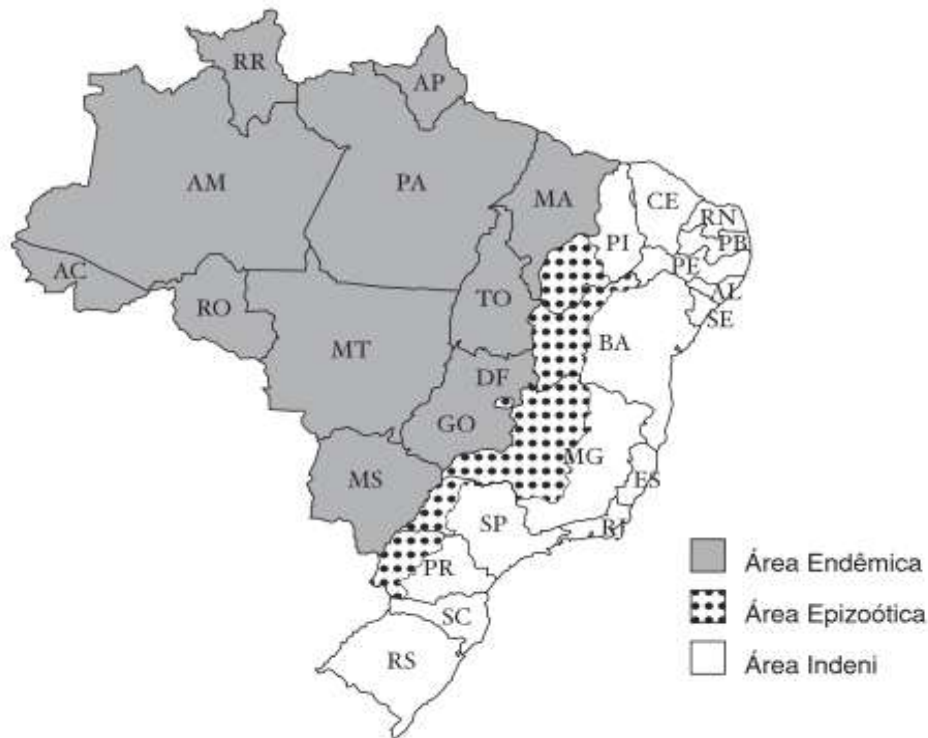 RR
AP
AM
PA
MA
CE
RN
PI
PB
PE
AC
TO
AL
RO
SE
BA
MT
DF
GO
MG
MS
ES
SP
RJ
PR
SC
RS
Área Endêmica
Área Epizoótica
Área Indeni